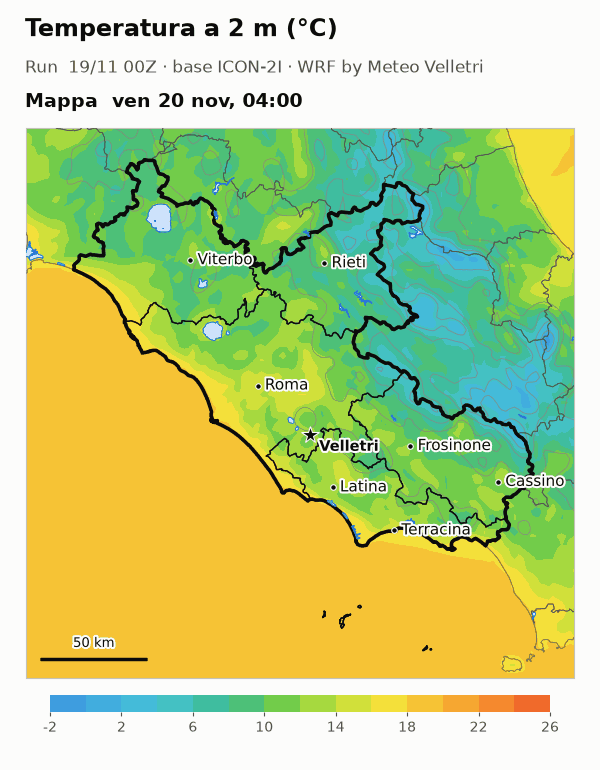 Temperatura a 2 m (°C)
Run  19/11 00Z · base ICON-2I · WRF by Meteo Velletri
Mappa  ven 20 nov, 04:00
Viterbo
Rieti
Roma
Velletri
Frosinone
Latina
Cassino
Terracina
50 km
-2 2 6 10 14 18 22 26